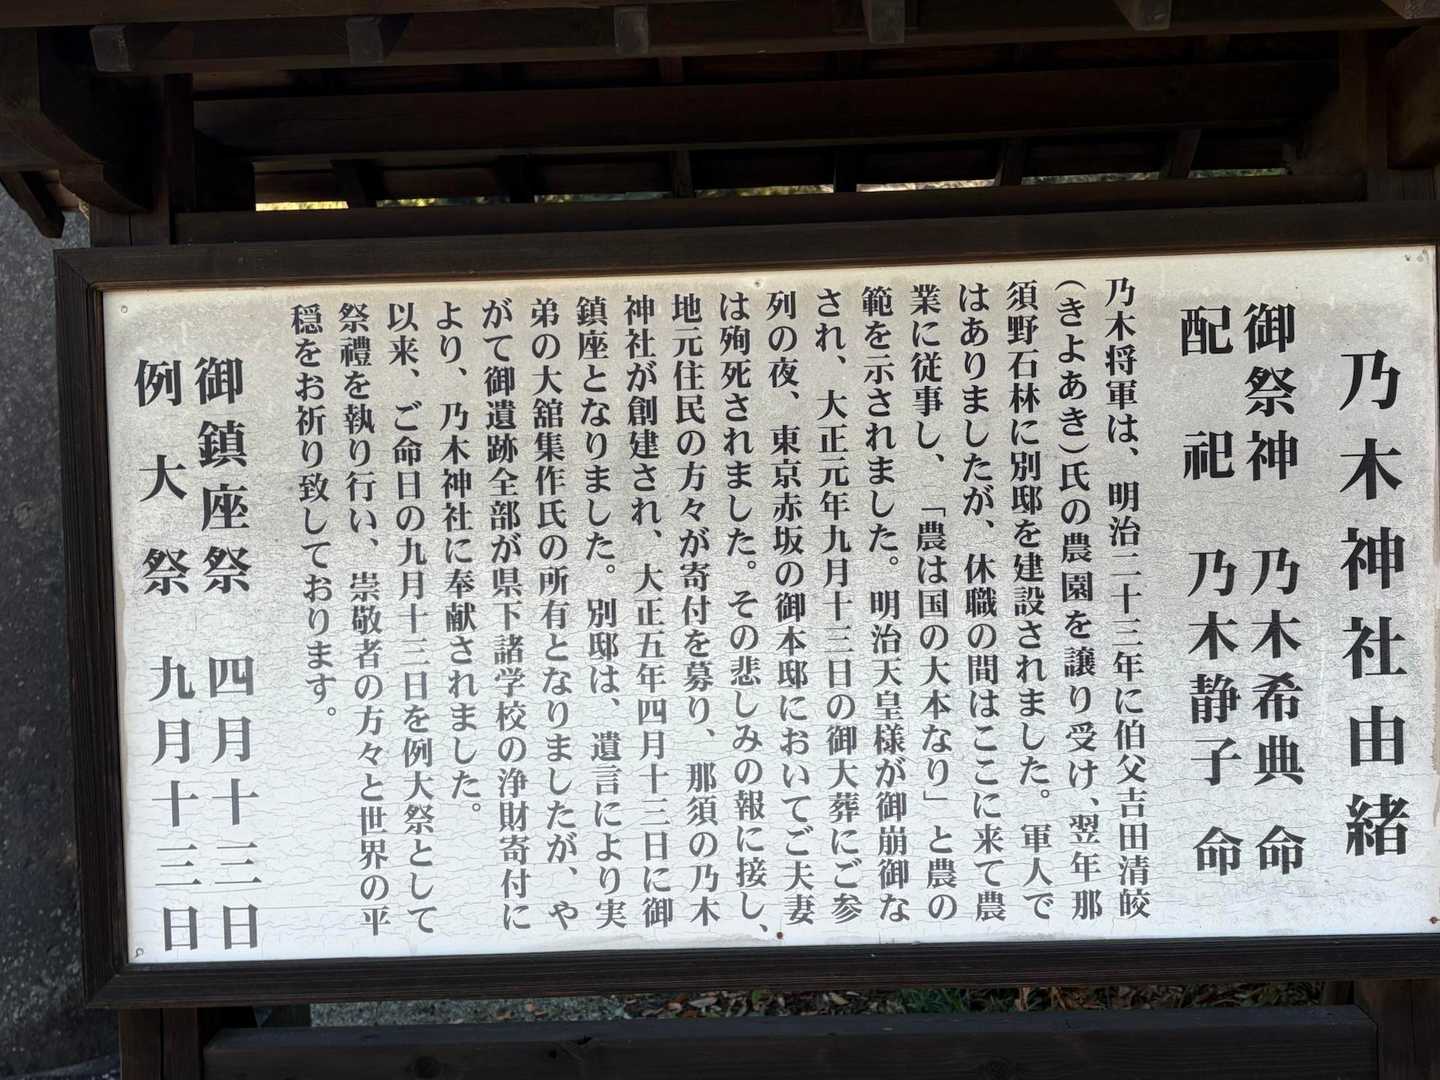 乃木神社由緒
御祭神　乃木希典　命
配　祀　乃木静子　命
乃木将軍は、明治二十三年に伯父吉田清皎
（きよあき）氏の農園を譲り受け、翌年那
須野石林に別邸を建設されました。軍人で
はありましたが、休職の間はここに来て農
業に従事し、「農は国の大本なり」と農の
範を示されました。明治天皇様が御崩御な
され、大正元年九月十三日の御大葬にご参
列の夜、東京赤坂の御本邸においてご夫妻
は殉死されました。その悲しみの報に接し、
地元住民の方々が寄付を募り、那須の乃木
神社が創建され、大正五年四月十三日に御
鎮座となりました。別邸は、遺言により実
弟の大舘集作氏の所有となりましたが、や
がて御遺跡全部が県下諸学校の浄財寄付に
より、乃木神社に奉献されました。
以来、ご命日の九月十三日を例大祭として
祭禮を執り行い、崇敬者の方々と世界の平
穏をお祈り致しております。
御鎮座祭　四月十三日
例大祭　九月十三日